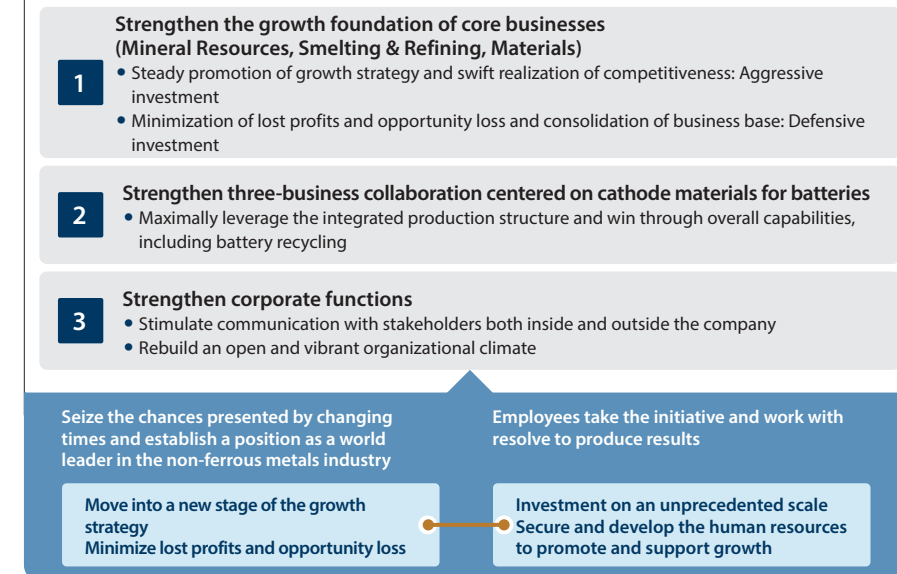 Strengthen the growth foundation of core businesses
(Mineral Resources, Smelting & Refining, Materials)
1
• Steady promotion of growth strategy and swift realization of competitiveness: Aggressive
investment
• Minimization of lost profits and opportunity loss and consolidation of business base: Defensive
investment
Strengthen three-business collaboration centered on cathode materials for batteries
2
• Maximally leverage the integrated production structure and win through overall capabilities,
including battery recycling
Strengthen corporate functions
3
• Stimulate communication with stakeholders both inside and outside the company
• Rebuild an open and vibrant organizational climate
Seize the chances presented by changing
times and establish a position as a world
leader in the non-ferrous metals industry
Move into a new stage of the growth
strategy
Minimize lost profits and opportunity loss
Employees take the initiative and work with
resolve to produce results
Investment on an unprecedented scale
Secure and develop the human resources
to promote and support growth